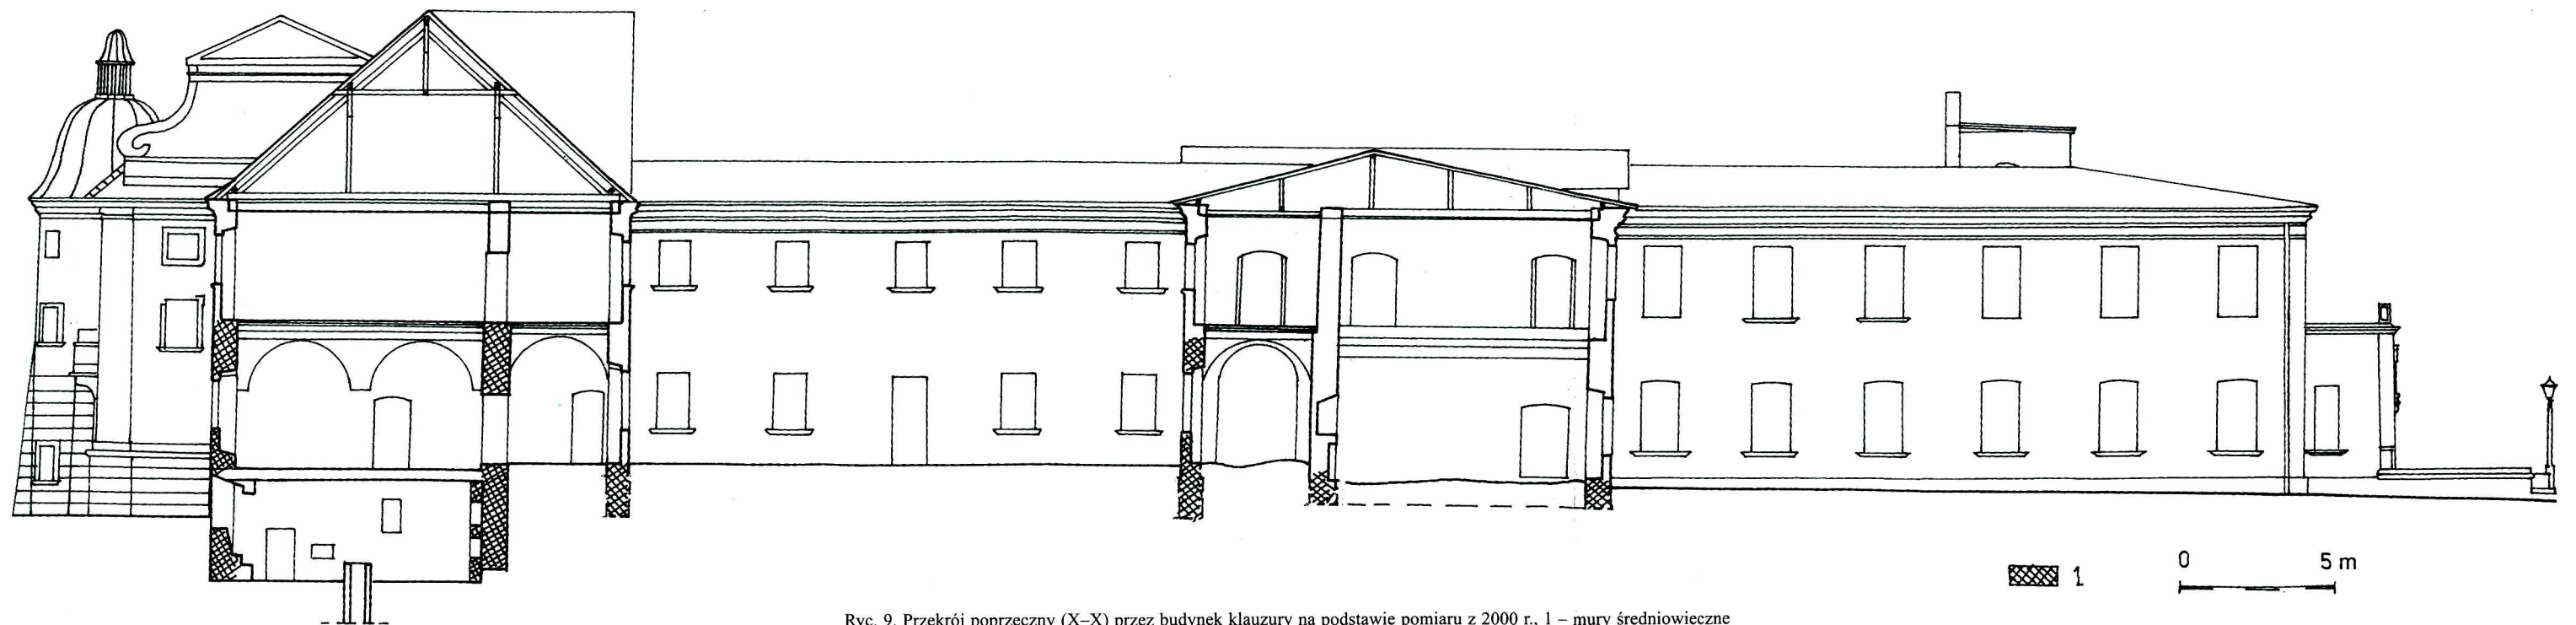 1
0 5 m
Ryc. 9. Przekrój poprzeczny (X–X) przez budynek klauzury na podstawie pomiaru z 2000 r., 1 – mury średniowieczne